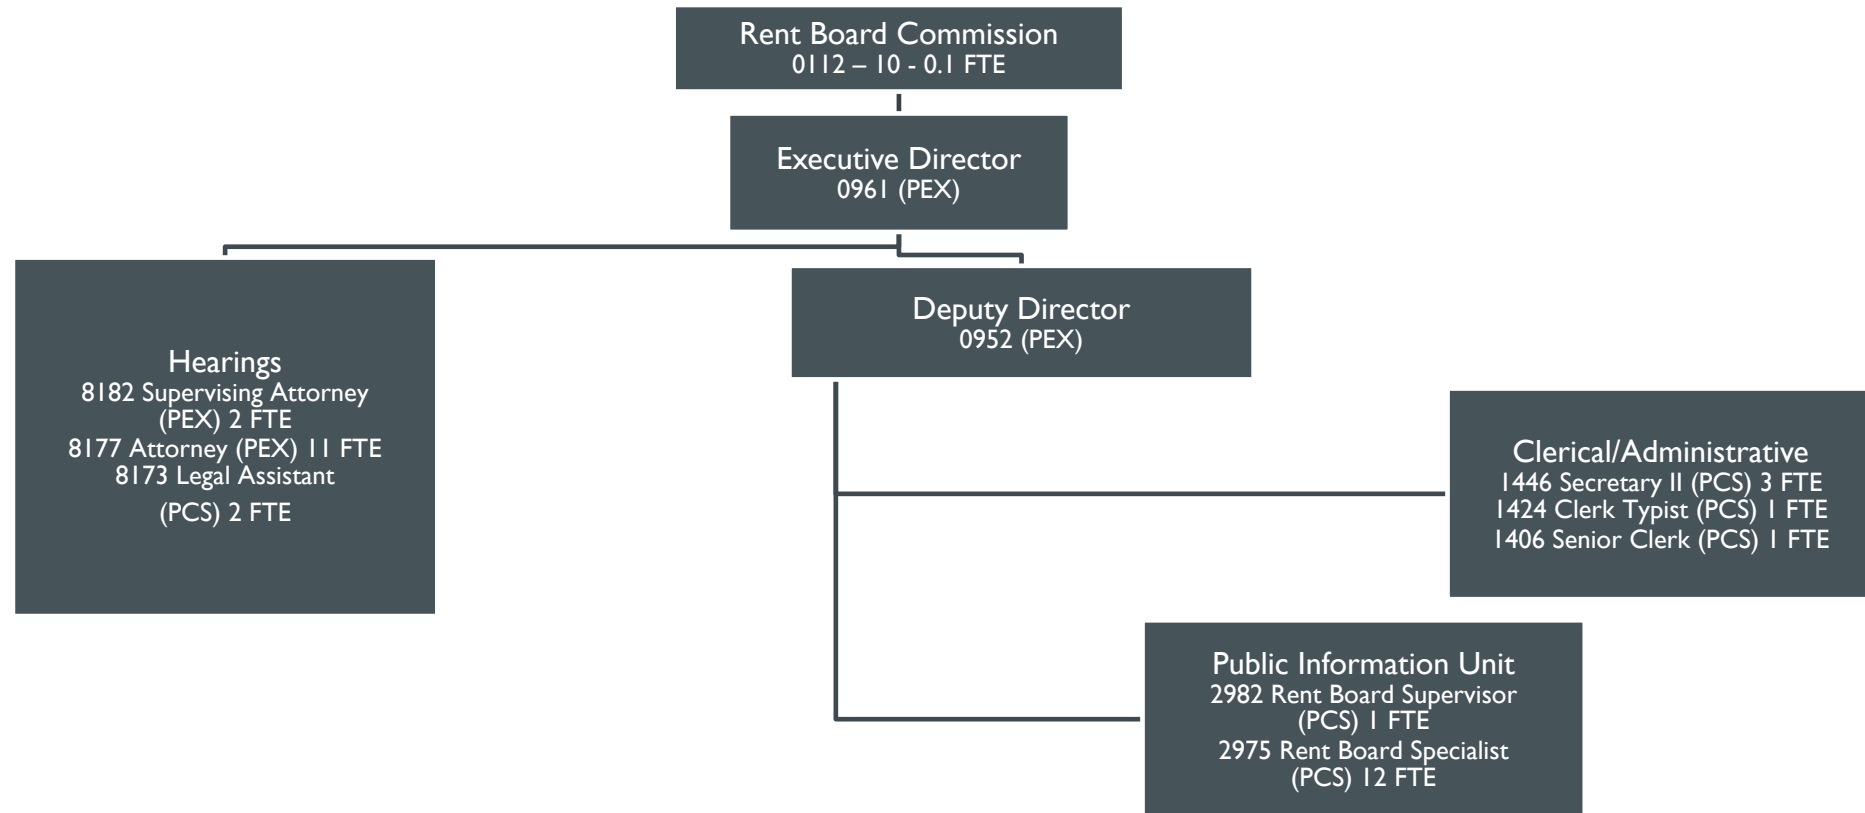 Rent Board Commission
0112 – 10 - 0.1 FTE
Executive Director
0961 (PEX)
Hearings
8182 Supervising Attorney
(PEX) 2 FTE
8177 Attorney (PEX) 11 FTE
8173 Legal Assistant
(PCS) 2 FTE
Deputy Director
0952 (PEX)
Clerical/Administrative
1446 Secretary II (PCS) 3 FTE
1424 Clerk Typist (PCS) 1 FTE
1406 Senior Clerk (PCS) 1 FTE
Public Information Unit
2982 Rent Board Supervisor
(PCS) 1 FTE
2975 Rent Board Specialist
(PCS) 12 FTE